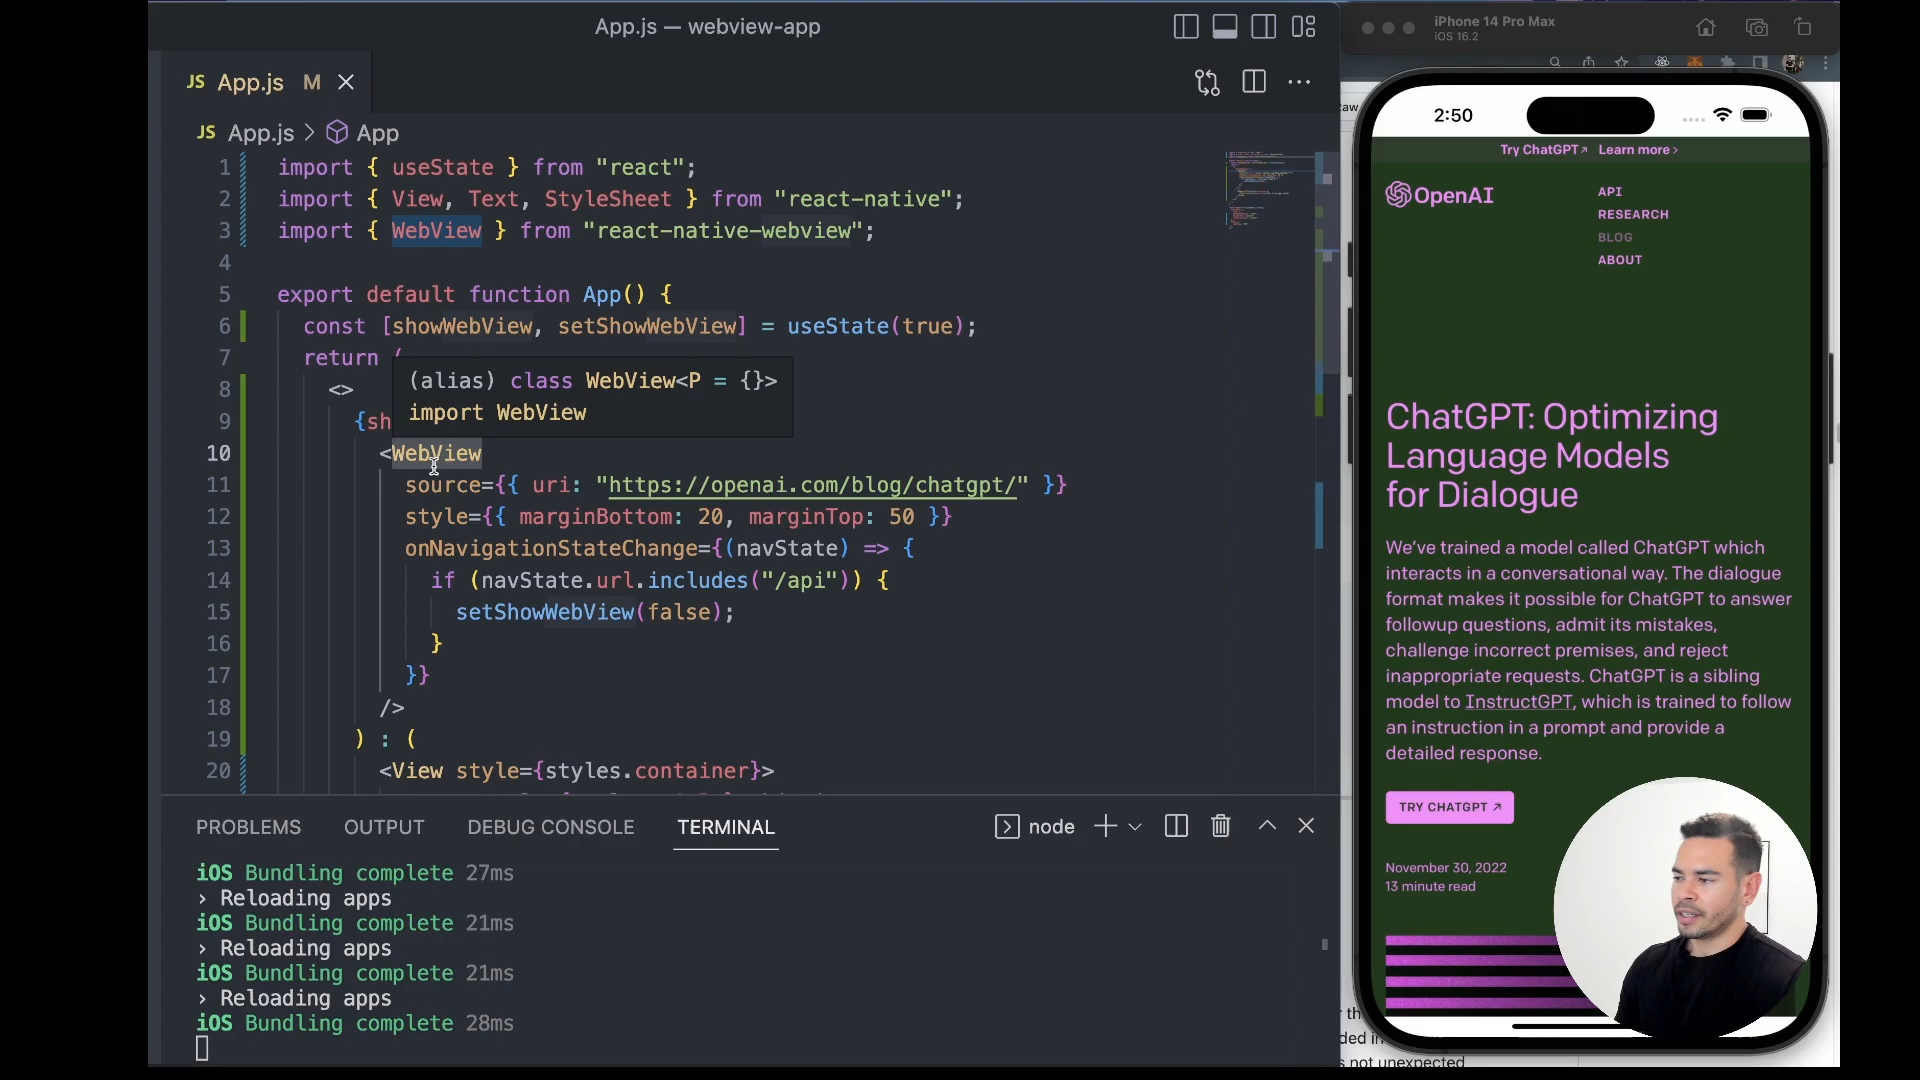 App.js — webview-app
JS App.js M
JS App.js > App
1 import { useState } from "react";
2 import { View, Text, StyleSheet } from "react-native";
3 import { WebView } from "react-native-webview";
4
5 export default function App() {
6 const [showWebView, setShowWebView] = useState(true);
7 return (
(alias) class WebView<P = {}>
import WebView
8 <>
9 {sh
10 <WebView
11 source={{ uri: "https://openai.com/blog/chatgpt/" }}
12 style={{ marginBottom: 20, marginTop: 50 }}
13 onNavigationStateChange={(navState) => {
14 if (navState.url.includes("/api")) {
15 setShowWebView(false);
16 }
17 }}
18 />
19 ) : (
20 <View style={styles.container}>
PROBLEMS OUTPUT DEBUG CONSOLE TERMINAL node
iOS Bundling complete 27ms
› Reloading apps
iOS Bundling complete 21ms
› Reloading apps
iOS Bundling complete 21ms
› Reloading apps
iOS Bundling complete 28ms
iPhone 14 Pro Max
iOS 16.2
2:50
Try ChatGPT↗ Learn more›
OpenAI
API
RESEARCH
BLOG
ABOUT
ChatGPT: Optimizing
Language Models
for Dialogue
We’ve trained a model called ChatGPT which
interacts in a conversational way. The dialogue
format makes it possible for ChatGPT to answer
followup questions, admit its mistakes,
challenge incorrect premises, and reject
inappropriate requests. ChatGPT is a sibling
model to InstructGPT, which is trained to follow
an instruction in a prompt and provide a
detailed response.
TRY CHATGPT ↗
November 30, 2022
13 minute read
s not unexpected